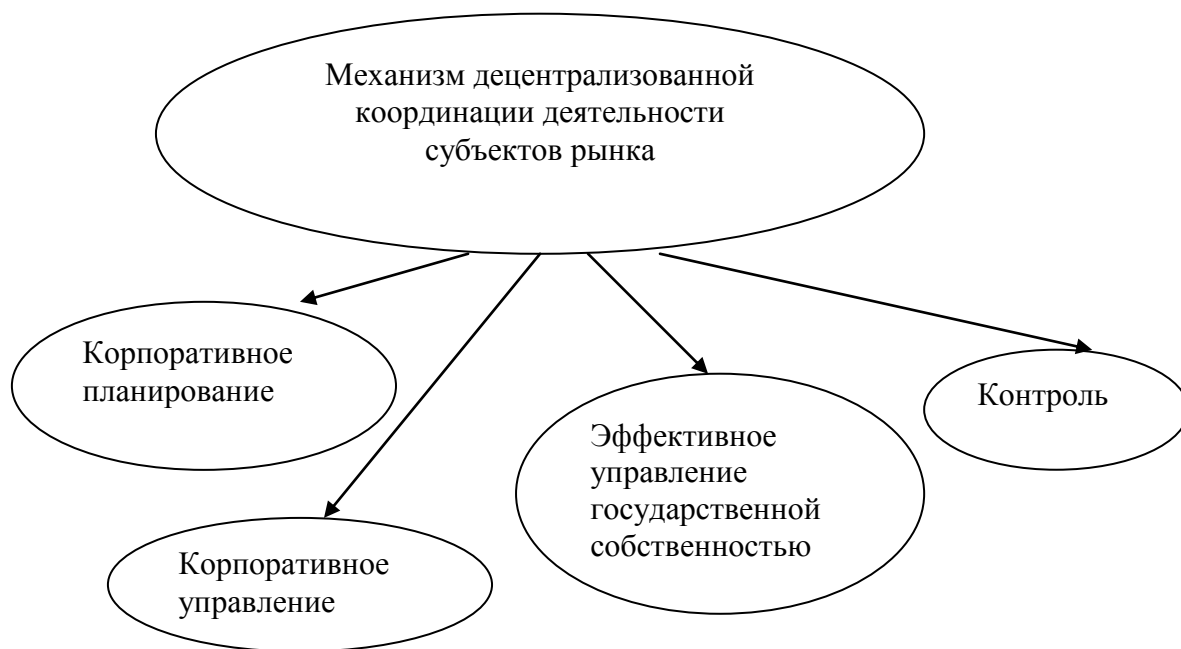 Механизм децентрализованной
координации деятельности
субъектов рынка
Корпоративное
планирование
Контроль
Эффективное
управление
государственной
собственностью
Корпоративное
управление